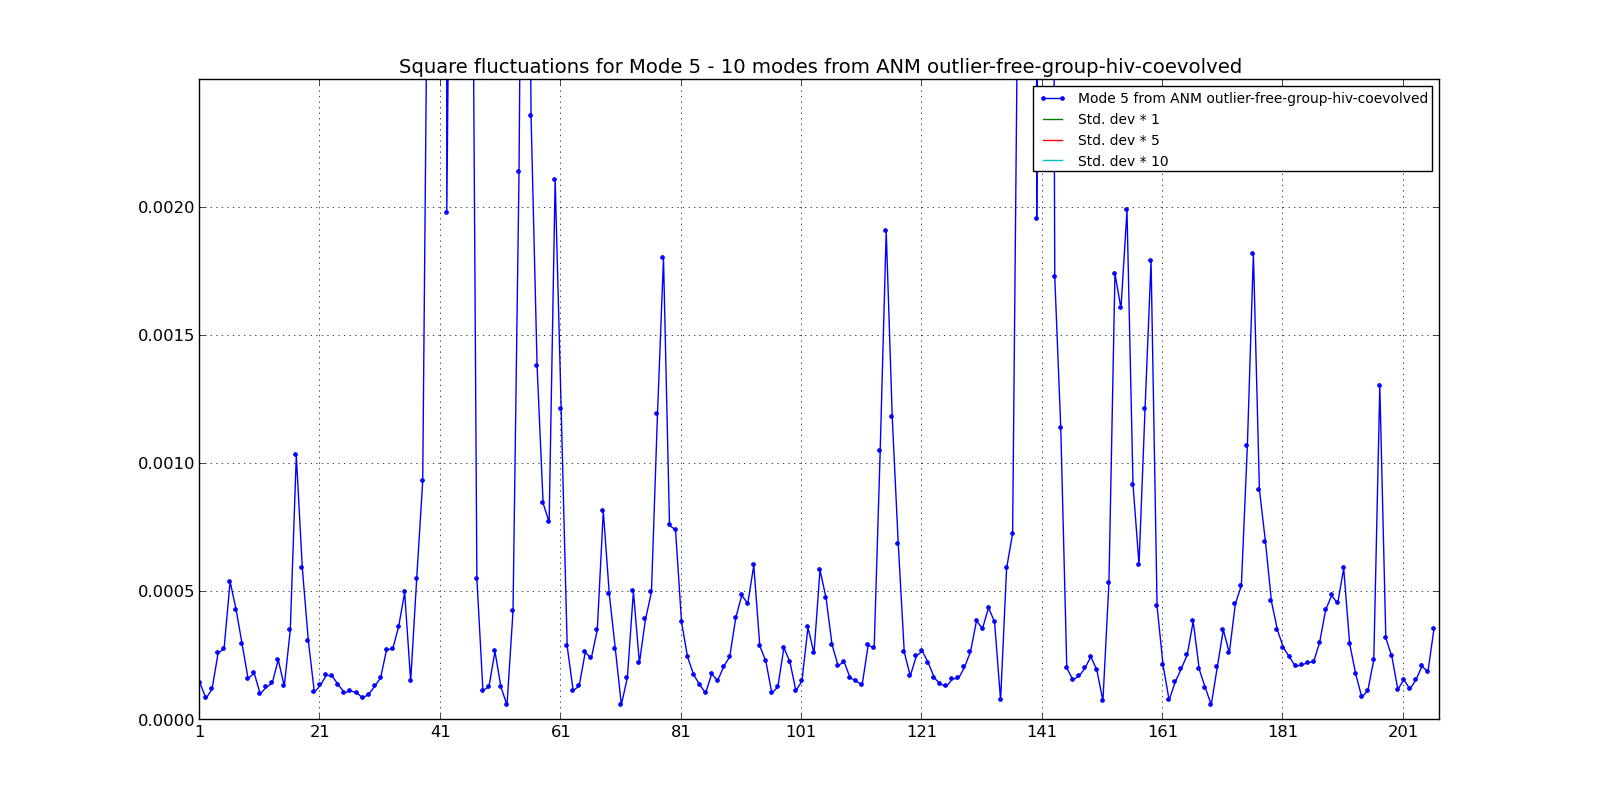 Square fluctuations for Mode 5 - 10 modes from ANM outlier-free-group-hiv-coevolved
Mode 5 from ANM outlier-free-group-hiv-coevolved
Std. dev * 1
Std. dev * 5
Std. dev * 10
0.0020
0.0015
0.0010
0.0005
0.0000
1 21 41 61 81 101 121 141 161 181 201